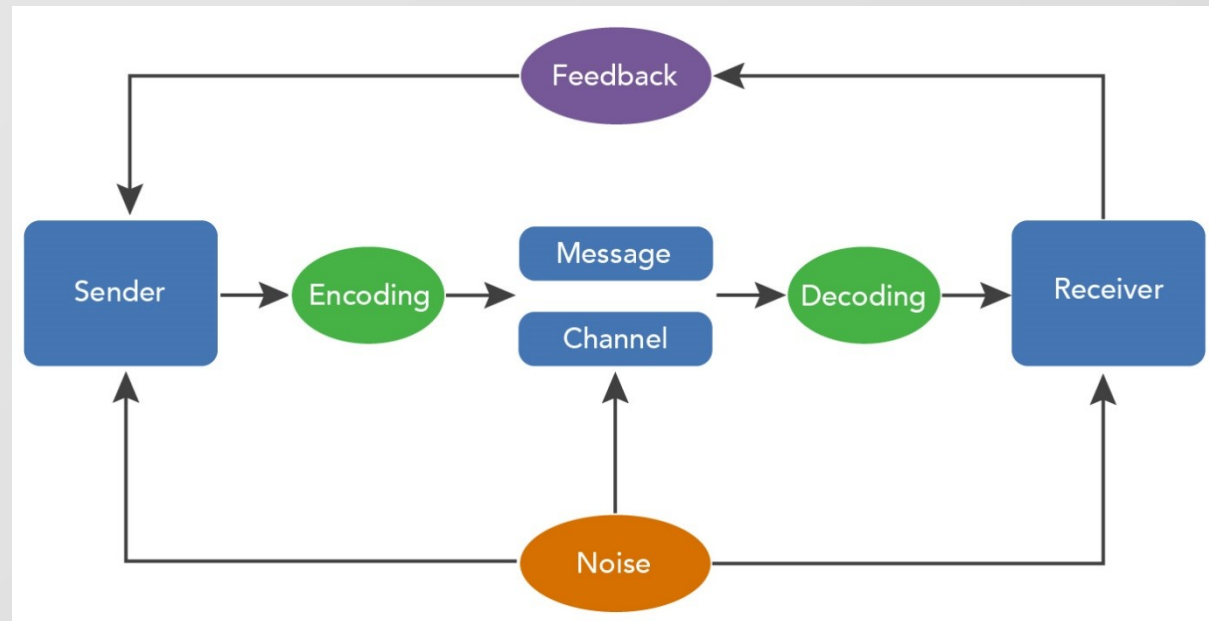 Feedback
Sender
Encoding
Message
Channel
Decoding
Receiver
Noise